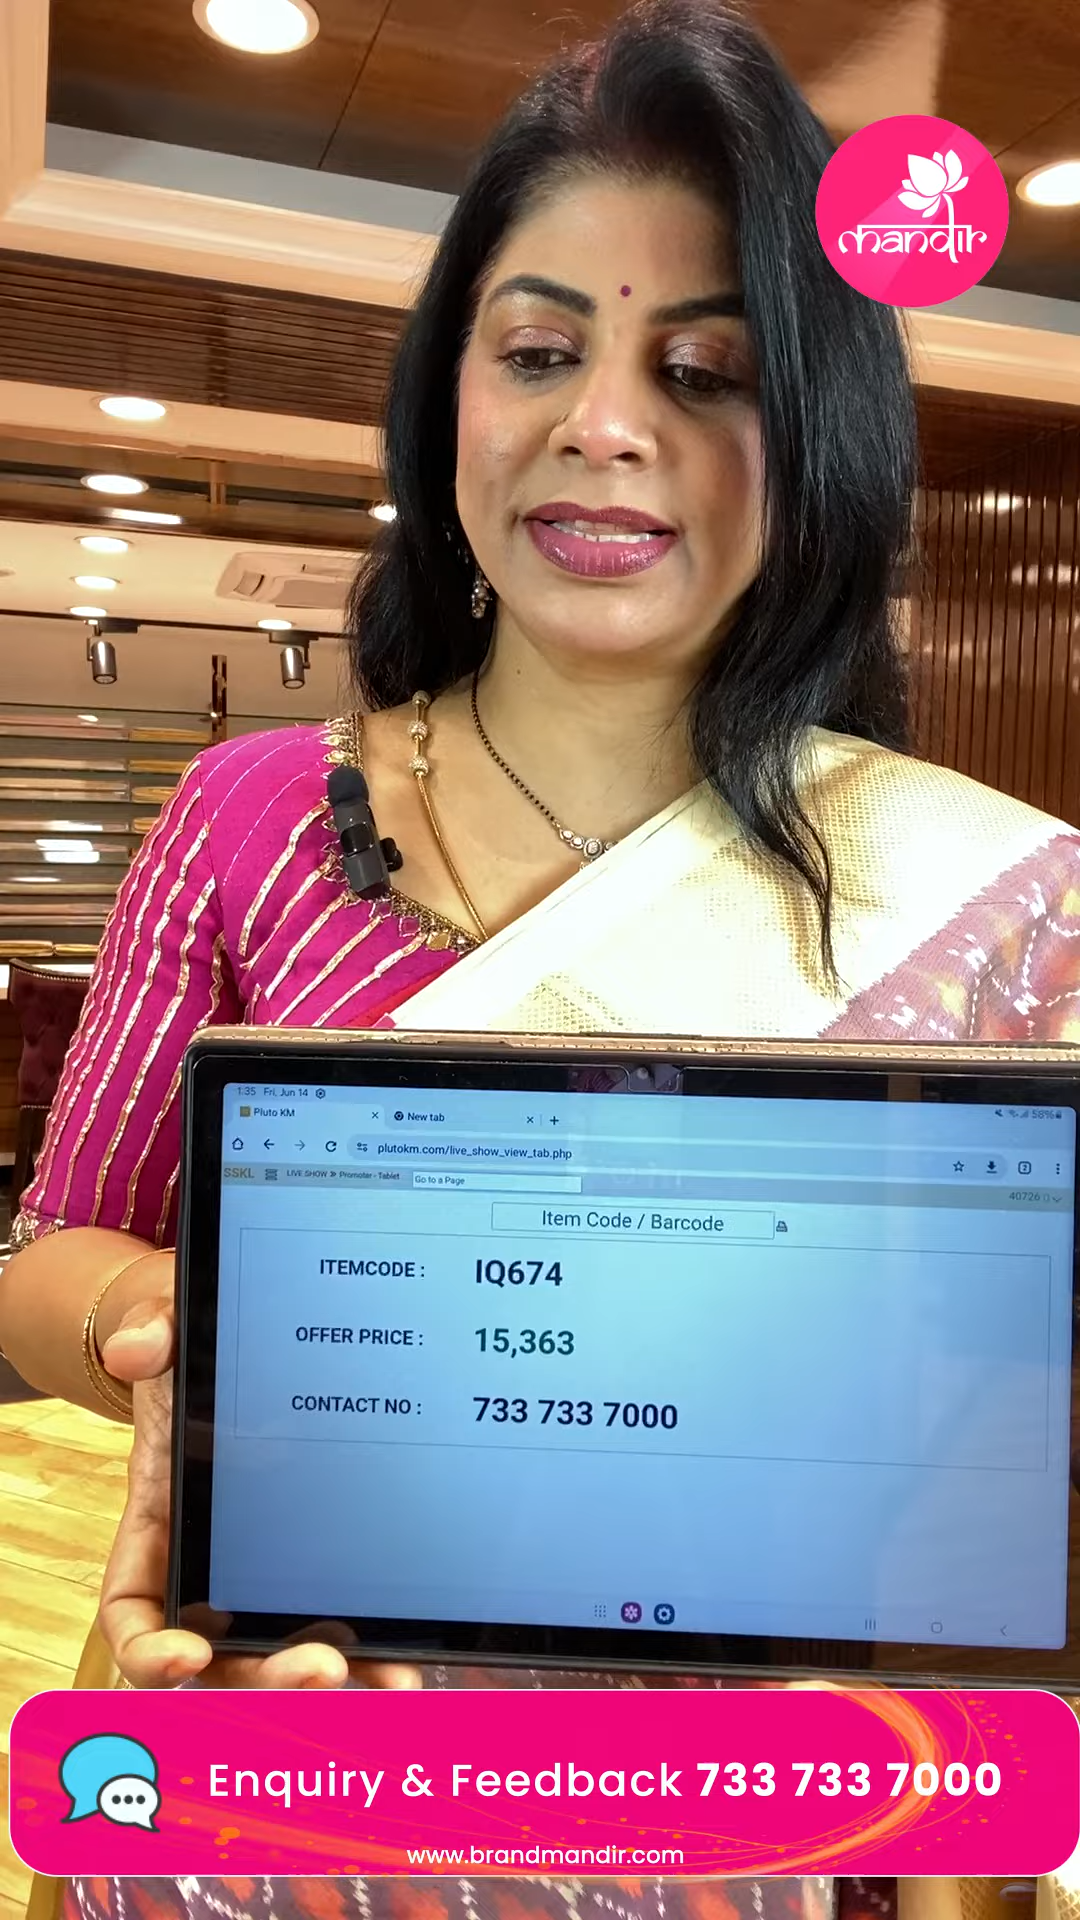 mandir
1:35 Fri, Jun 14
58%
Pluto KM
New tab
plutokm.com/live_show_view_tab.php
SSKL
LIVE SHOW » Promoter - Tablet
Go to a Page
40726
Item Code / Barcode
ITEMCODE : IQ674
OFFER PRICE : 15,363
CONTACT NO : 733 733 7000
Enquiry & Feedback 733 733 7000
www.brandmandir.com